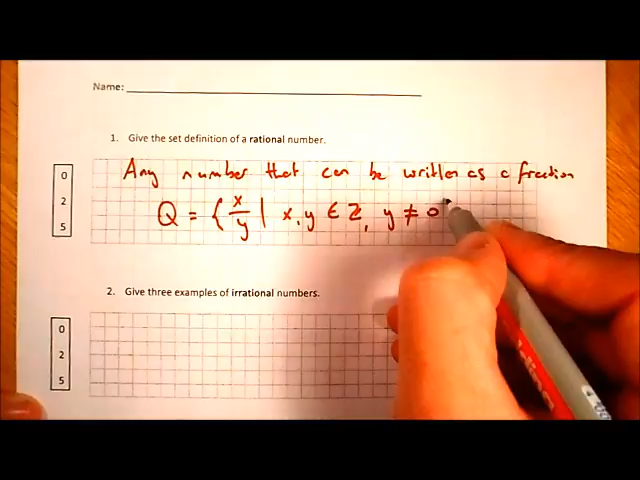 Name:
1. Give the set definition of a rational number.
0
2
5
Any number that can be written as a fraction
Q = { x/y | x, y ∈ Z, y ≠ 0
2. Give three examples of irrational numbers.
0
2
5